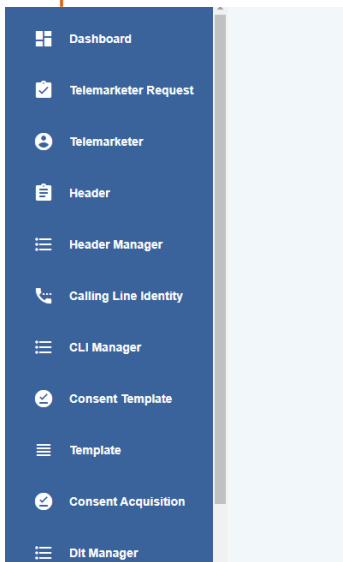 Dashboard
Telemarketer Request
Telemarketer
Header
Header Manager
Calling Line Identity
CLI Manager
Consent Template
Template
Consent Acquisition
Dlt Manager